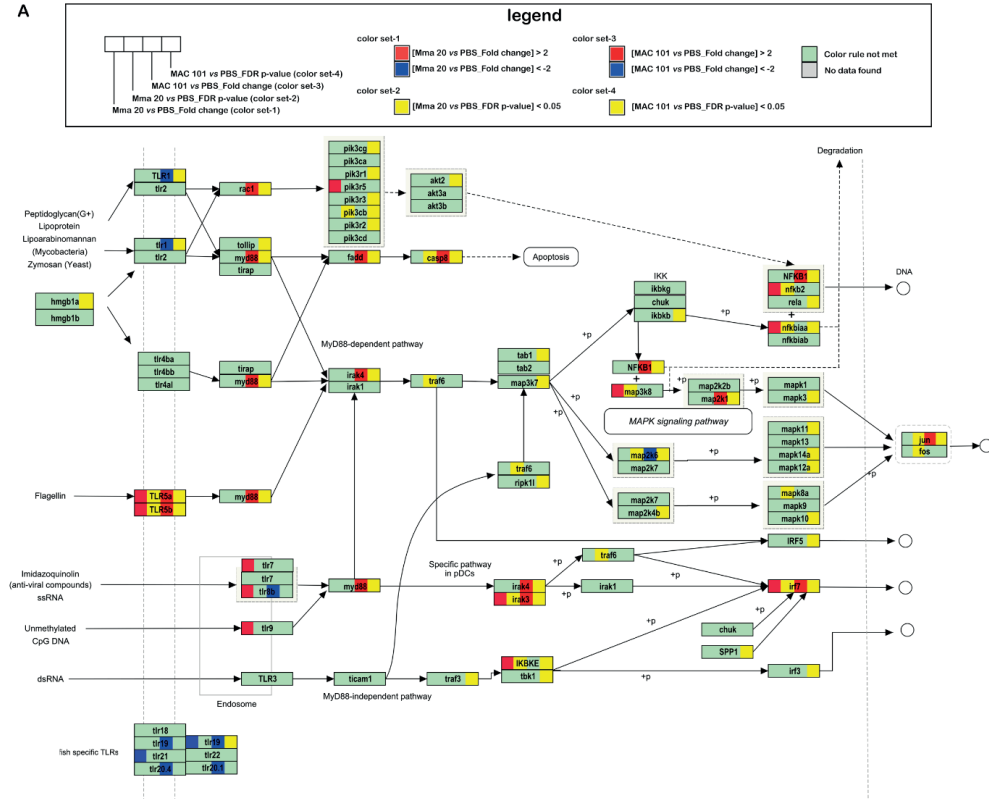 A
legend
MAC 101 vs PBS_FDR p-value (color set-4)
MAC 101 vs PBS_Fold change (color set-3)
Mma 20 vs PBS_FDR p-value (color set-2)
Mma 20 vs PBS_Fold change (color set-1)
color set-1
[Mma 20 vs PBS_Fold change] > 2
[Mma 20 vs PBS_Fold change] < -2
color set-2
[Mma 20 vs PBS_FDR p-value] < 0.05
color set-3
[MAC 101 vs PBS_Fold change] > 2
[MAC 101 vs PBS_Fold change] < -2
color set-4
[MAC 101 vs PBS_FDR p-value] < 0.05
Color rule not met
No data found
Peptidoglycan(G+)
Lipoprotein
Lipoarabinomannan
(Mycobacteria)
Zymosan (Yeast)
hmgb1a
hmgb1b
TLR1
tlr2
tlr1
tlr2
tlr4ba
tlr4bb
tlr4al
rac1
tollip
myd88
tirap
tirap
myd88
pik3cg
pik3ca
pik3r1
pik3r5
pik3r3
pik3cb
pik3r2
pik3cd
akt2
akt3a
akt3b
fadd
casp8
Apoptosis
MyD88-dependent pathway
irak4
irak1
traf6
tab1
tab2
map3k7
IKK
ikbkg
chuk
ikbkb
+p
+p
NFKB1
+
map3k8
+p
map2k2b
map2k1
+p
mapk1
mapk3
MAPK signaling pathway
Degradation
NFKB1
nfkb2
rela
+
nfkbiaa
nfkbiab
DNA
+p
+p
map2k6
map2k7
+p
mapk11
mapk13
mapk14a
mapk12a
map2k7
map2k4b
+p
mapk8a
mapk9
mapk10
+p
jun
fos
traf6
ripk1l
Flagellin
TLR5a
TLR5b
myd88
IRF5
Imidazoquinolin
(anti-viral compounds)
ssRNA
tlr7
tlr7
tlr8b
myd88
Specific pathway
in pDCs
irak4
irak3
+p
+p
traf6
irak1
irf7
Unmethylated
CpG DNA
tlr9
chuk
+p
+p
SPP1
dsRNA
TLR3
ticam1
traf3
IKBKE
tbk1
+p
irf3
Endosome
MyD88-independent pathway
fish specific TLRs
tlr18
tlr19
tlr21
tlr20.4
tlr19
tlr22
tlr20.1